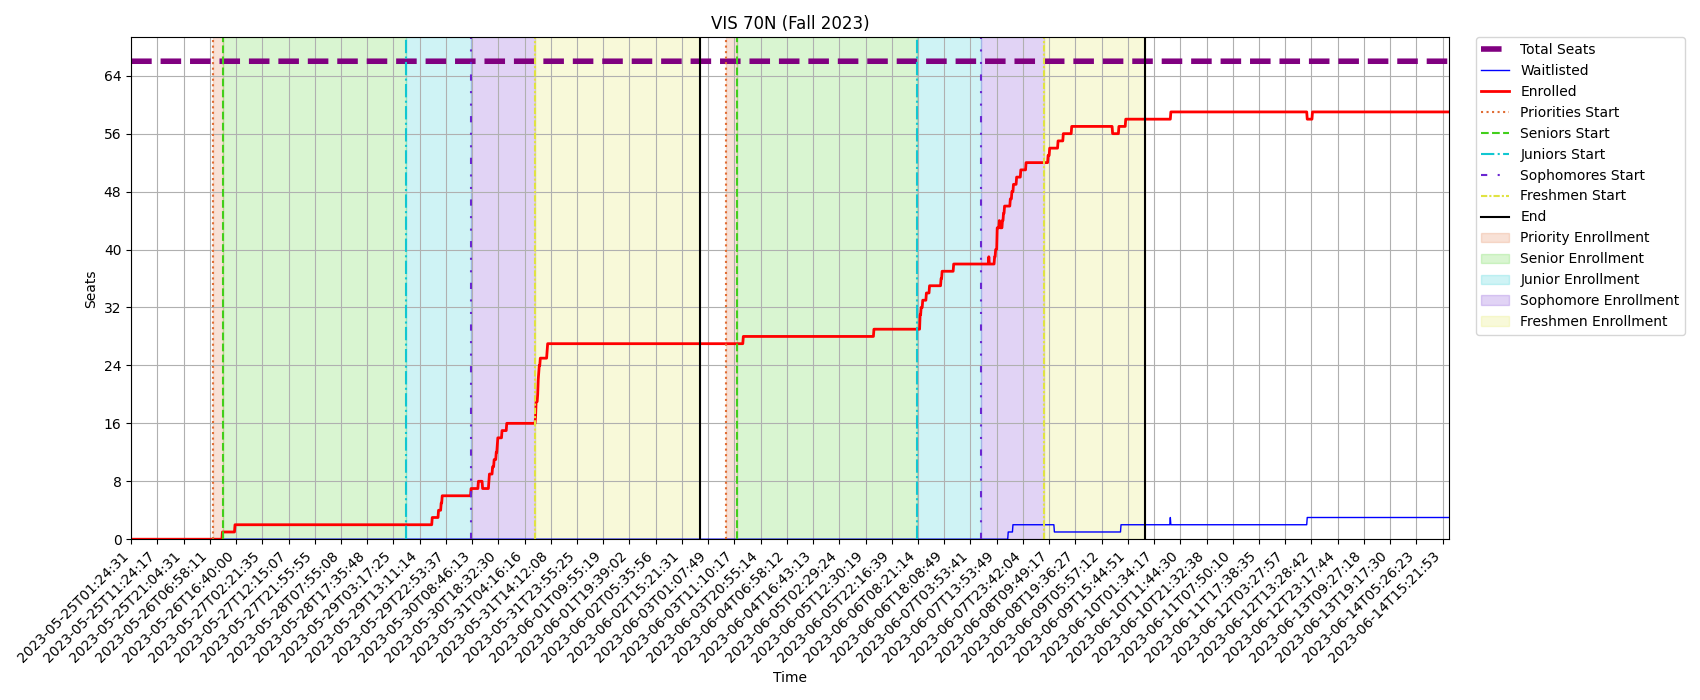 VIS 70N (Fall 2023)
Total Seats
Waitlisted
Enrolled
Priorities Start
Seniors Start
Juniors Start
Sophomores Start
Freshmen Start
End
Priority Enrollment
Senior Enrollment
Junior Enrollment
Sophomore Enrollment
Freshmen Enrollment
Seats
64
56
48
40
32
24
16
8
0
2023-05-25T01:24:31
2023-05-25T11:24:17
2023-05-25T21:04:31
2023-05-26T06:58:11
2023-05-26T16:40:00
2023-05-27T02:21:35
2023-05-27T12:15:07
2023-05-27T21:55:55
2023-05-28T07:55:08
2023-05-28T17:35:48
2023-05-29T03:17:25
2023-05-29T13:11:14
2023-05-29T22:53:37
2023-05-30T08:46:13
2023-05-30T18:32:30
2023-05-31T04:16:16
2023-05-31T14:12:08
2023-05-31T23:55:25
2023-06-01T09:55:19
2023-06-01T19:39:02
2023-06-02T05:35:56
2023-06-02T15:21:31
2023-06-03T01:07:49
2023-06-03T11:10:17
2023-06-03T20:55:14
2023-06-04T06:58:12
2023-06-04T16:43:13
2023-06-05T02:29:24
2023-06-05T12:30:19
2023-06-05T22:16:39
2023-06-06T08:21:14
2023-06-06T18:08:49
2023-06-07T03:53:41
2023-06-07T13:53:49
2023-06-07T23:42:04
2023-06-08T09:49:17
2023-06-08T19:36:27
2023-06-09T05:57:12
2023-06-09T15:44:51
2023-06-10T01:34:17
2023-06-10T11:44:30
2023-06-10T21:32:38
2023-06-11T07:50:10
2023-06-11T17:38:35
2023-06-12T03:27:57
2023-06-12T13:28:42
2023-06-12T23:17:44
2023-06-13T09:27:18
2023-06-13T19:17:30
2023-06-14T05:26:23
2023-06-14T15:21:53
Time